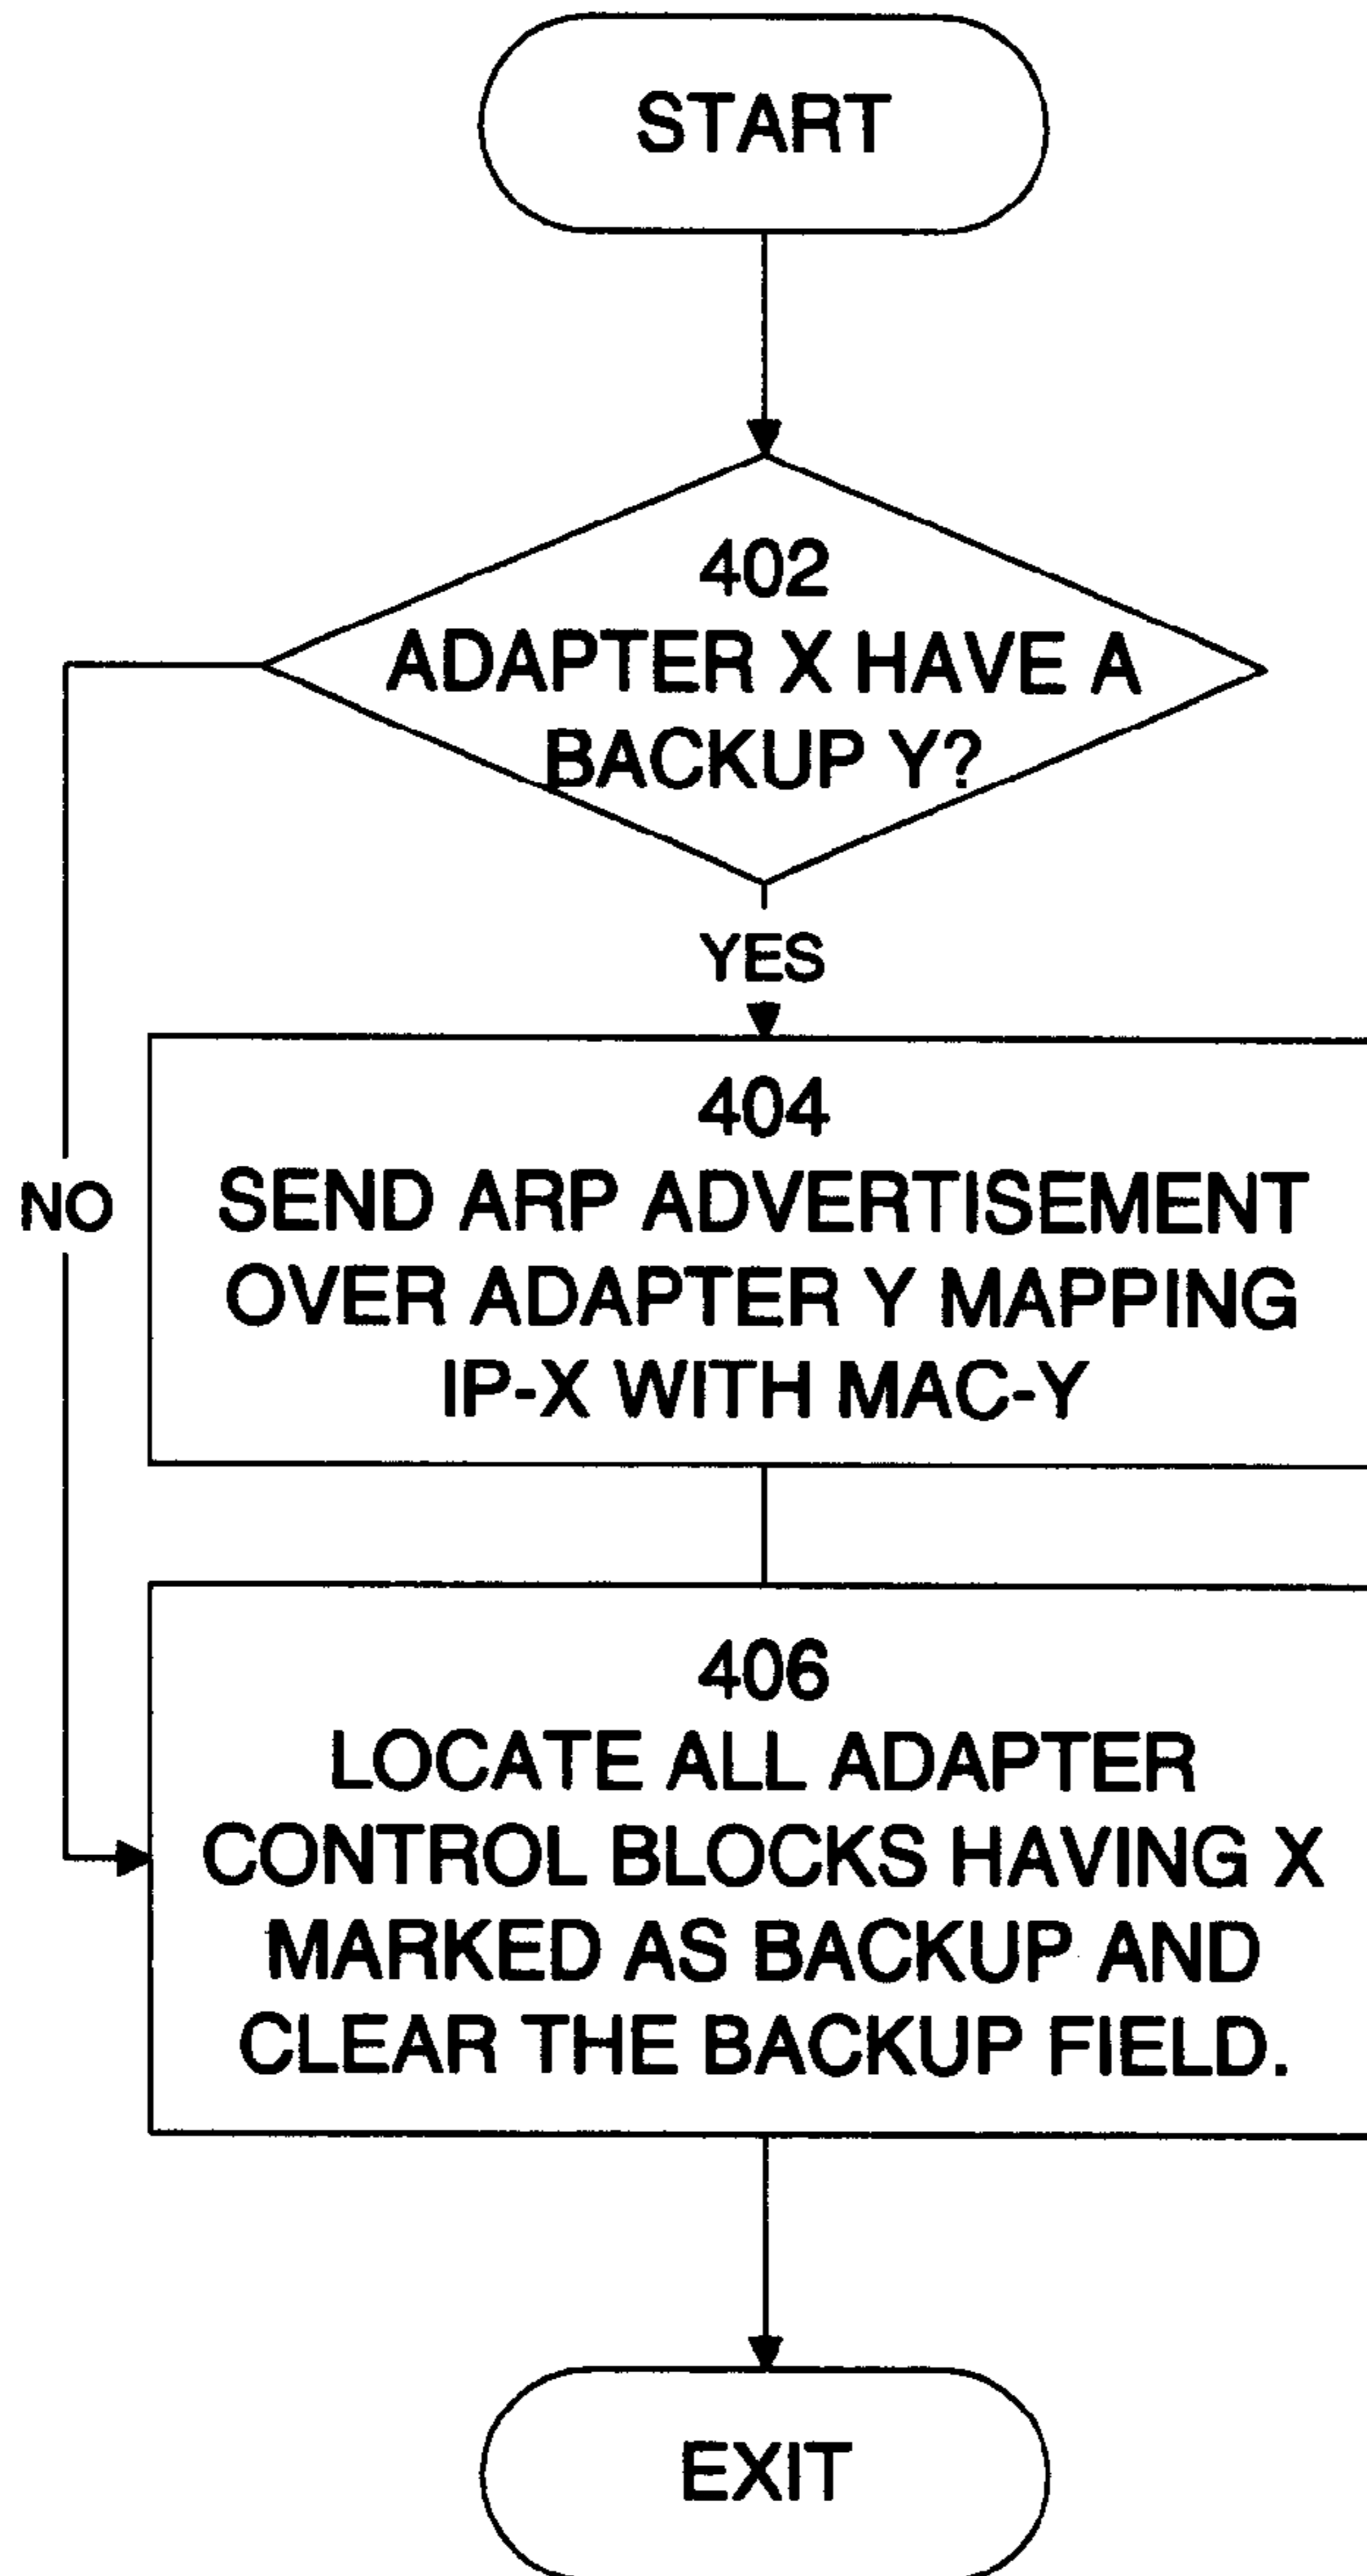 START
402
ADAPTER X HAVE A
BACKUP Y?
YES
404
SEND ARP ADVERTISEMENT
OVER ADAPTER Y MAPPING
IP-X WITH MAC-Y
NO
406
LOCATE ALL ADAPTER
CONTROL BLOCKS HAVING X
MARKED AS BACKUP AND
CLEAR THE BACKUP FIELD.
EXIT